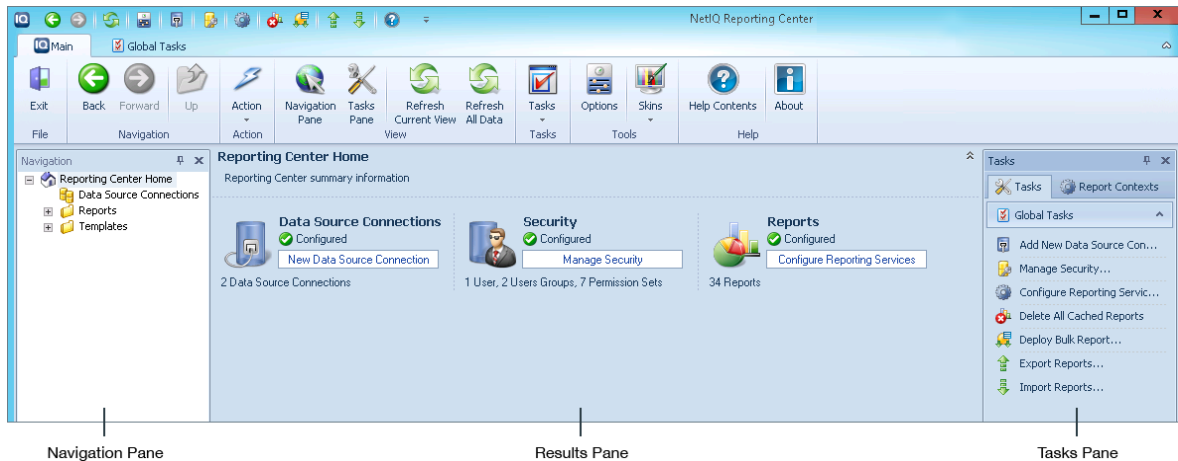 NetIQ Reporting Center
IQ Main
Global Tasks
Exit
Back
Forward
Up
Action
Navigation Pane
Tasks Pane
Refresh Current View
Refresh All Data
Tasks
Options
Skins
Help Contents
About
File
Navigation
Action
View
Tasks
Tools
Help
Navigation
Reporting Center Home
Data Source Connections
Reports
Templates
Reporting Center Home
Reporting Center summary information
Data Source Connections
Configured
New Data Source Connection
2 Data Source Connections
Security
Configured
Manage Security
1 User, 2 Users Groups, 7 Permission Sets
Reports
Configured
Configure Reporting Services
34 Reports
Tasks
Tasks
Report Contexts
Global Tasks
Add New Data Source Con...
Manage Security...
Configure Reporting Servic...
Delete All Cached Reports
Deploy Bulk Report...
Export Reports...
Import Reports...
Navigation Pane
Results Pane
Tasks Pane